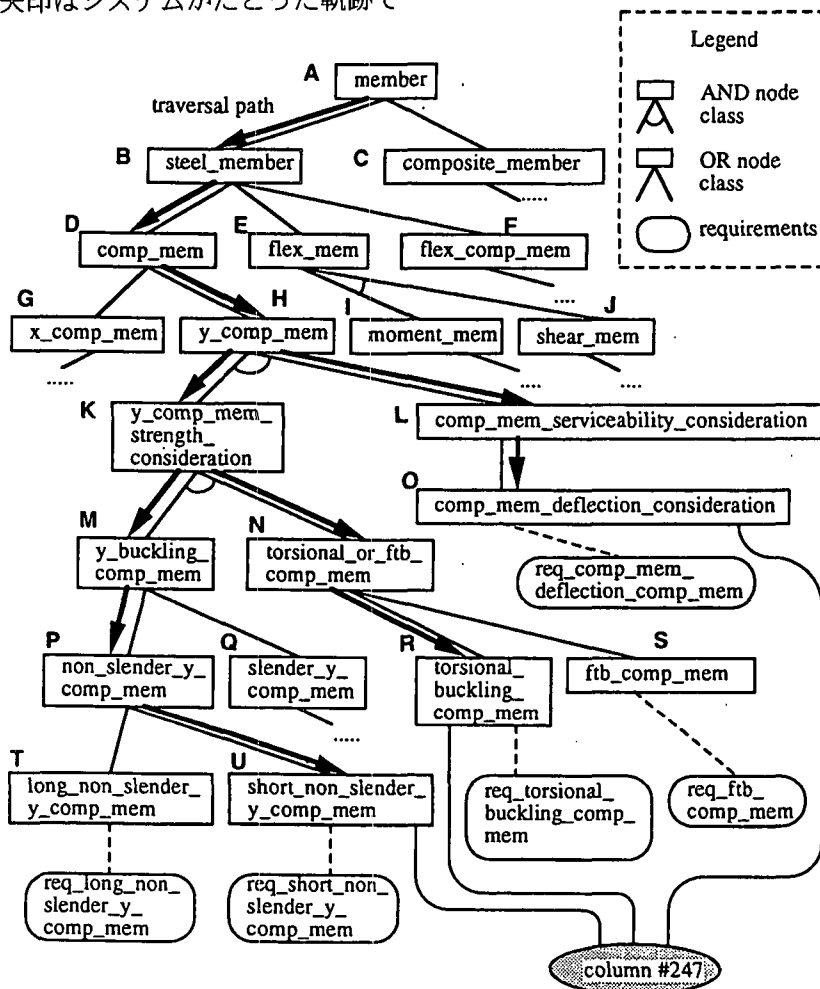 矢印はシステムがたどった軌跡で
Legend
AND node
class
OR node
class
requirements
A
member
traversal path
B
steel_member
C
composite_member
......
D
comp_mem
E
flex_mem
F
flex_comp_mem
....
G
x_comp_mem
.....
H
y_comp_mem
I
moment_mem
....
J
shear_mem
....
K
y_comp_mem_
strength_
consideration
L
comp_mem_serviceability_consideration
O
comp_mem_deflection_consideration
M
y_buckling_
comp_mem
N
torsional_or_ftb_
comp_mem
req_comp_mem_
deflection_comp_mem
P
non_slender_y_
comp_mem
Q
slender_y_
comp_mem
.....
R
torsional_
buckling_
comp_mem
S
ftb_comp_mem
T
long_non_slender_
y_comp_mem
U
short_non_slender_
y_comp_mem
req_torsional_
buckling_comp_
mem
req_ftb_
comp_mem
req_long_non_
slender_y_
comp_mem
req_short_non_
slender_y_
comp_mem
column #247